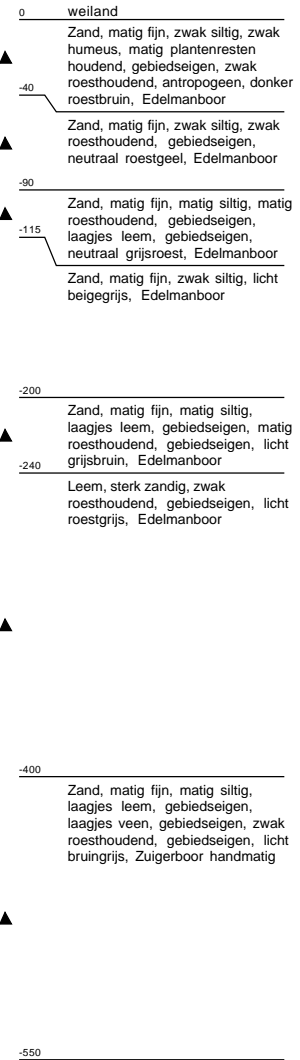 0 weiland
Zand, matig fijn, zwak siltig, zwak
humeus, matig plantenresten
houdend, gebiedseigen, zwak
roesthoudend, antropogeen, donker
roestbruin, Edelmanboor
-40
Zand, matig fijn, zwak siltig, zwak
roesthoudend, gebiedseigen,
neutraal roestgeel, Edelmanboor
-90
Zand, matig fijn, matig siltig, matig
roesthoudend, gebiedseigen,
laagjes leem, gebiedseigen,
neutraal grijsroest, Edelmanboor
-115
Zand, matig fijn, zwak siltig, licht
beigegrijs, Edelmanboor
-200
Zand, matig fijn, matig siltig,
laagjes leem, gebiedseigen, matig
roesthoudend, gebiedseigen, licht
grijsbruin, Edelmanboor
-240
Leem, sterk zandig, zwak
roesthoudend, gebiedseigen, licht
roestgrijs, Edelmanboor
-400
Zand, matig fijn, matig siltig,
laagjes leem, gebiedseigen,
laagjes veen, gebiedseigen, zwak
roesthoudend, gebiedseigen, licht
bruingrijs, Zuigerboor handmatig
-550